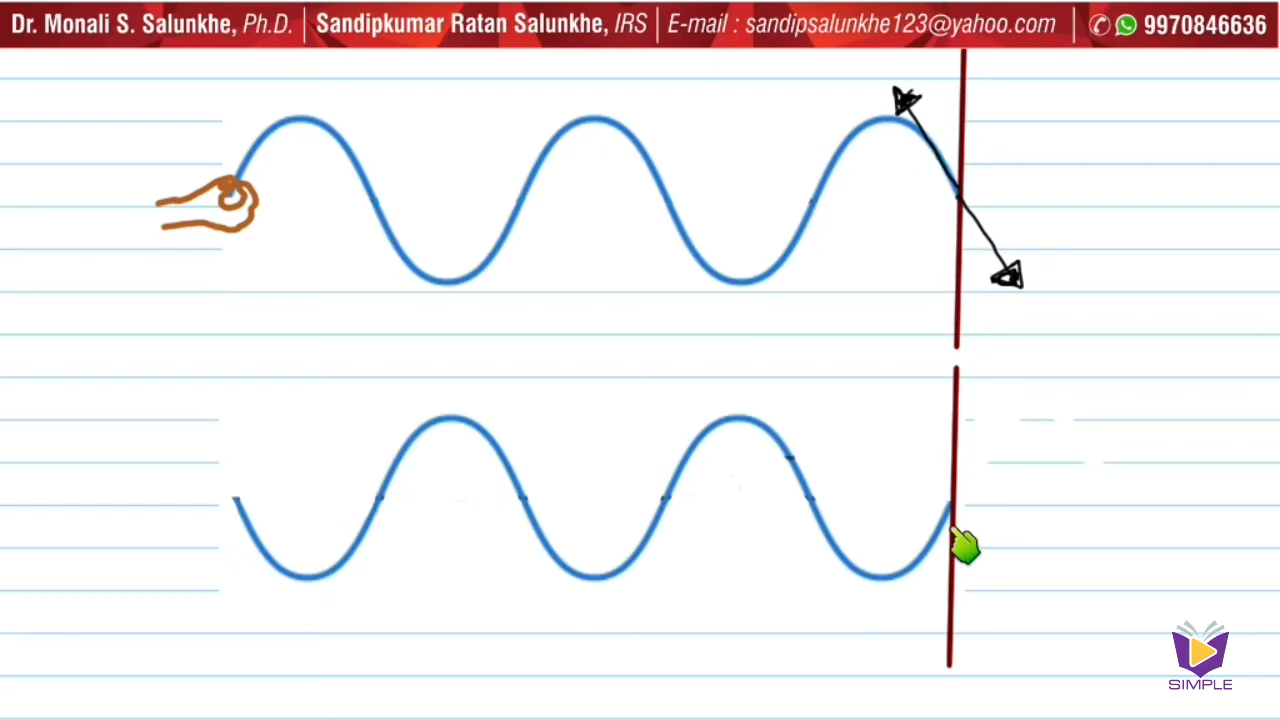 Dr. Monali S. Salunkhe, Ph.D. | Sandipkumar Ratan Salunkhe, IRS | E-mail : sandipsalunkhe123@yahoo.com | 9970846636
SIMPLE